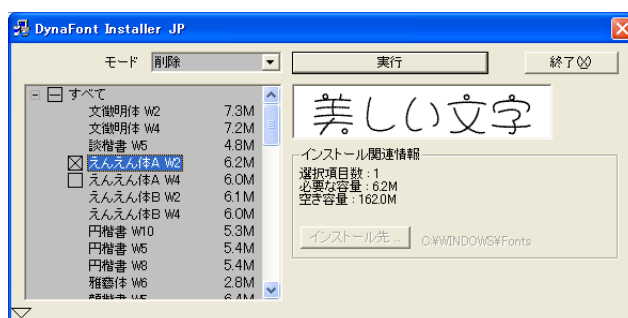 DynaFont Installer JP
モード 削除 実行 終了(X)
すべて
文徴明体 W2 7.3M
文徴明体 W4 7.2M
談楷書 W5 4.8M
えんえん体A W2 6.2M
えんえん体A W4 6.0M
えんえん体B W2 6.1M
えんえん体B W4 6.0M
円楷書 W10 5.3M
円楷書 W5 5.4M
円楷書 W8 5.4M
雅藝体 W6 2.8M
顔楷書 W5 6.4M
美しい文字
インストール関連情報
選択項目数 : 1
必要な容量 : 6.2M
空き容量 : 162.0M
インストール先 ... C:¥WINDOWS¥Fonts